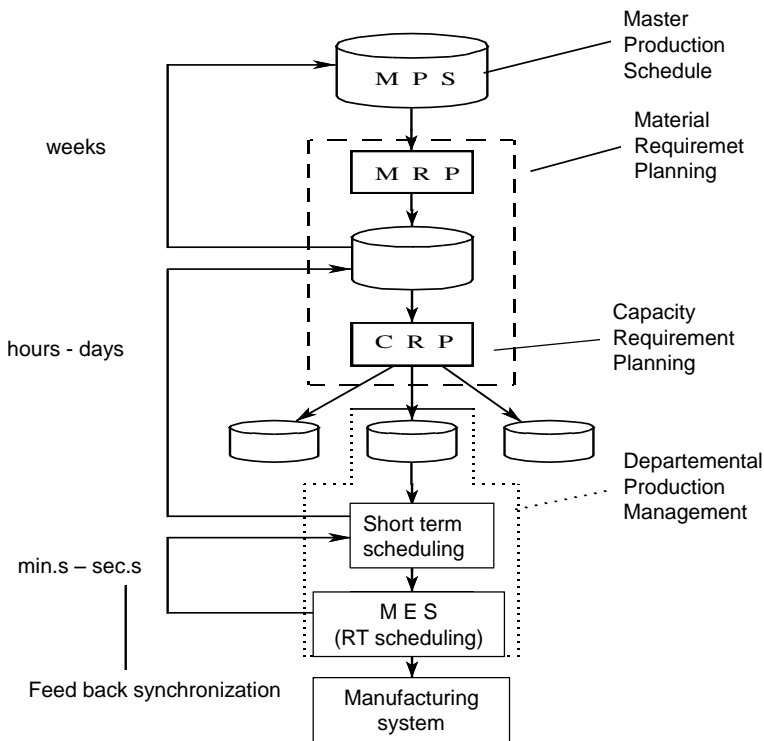 Master
Production
Schedule
M P S
weeks
Material
Requiremet
Planning
M R P
Capacity
Requirement
Planning
hours - days
C R P
Departemental
Production
Management
Short term
scheduling
min.s – sec.s
M E S
(RT scheduling)
Feed back synchronization
Manufacturing
system